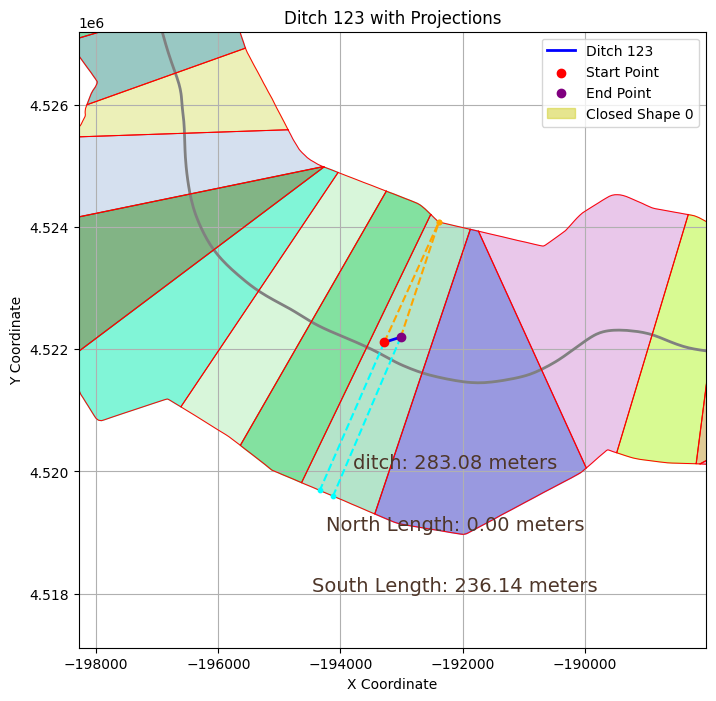 Ditch 123 with Projections
1e6
Ditch 123
Start Point
End Point
Closed Shape 0
4.526
4.524
4.522
4.520
4.518
Y Coordinate
ditch: 283.08 meters
North Length: 0.00 meters
South Length: 236.14 meters
−198000 −196000 −194000 −192000 −190000
X Coordinate